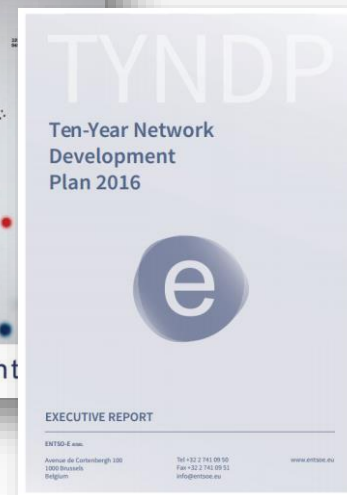 TYNDP
Ten-Year Network
Development
Plan 2016
e
nt
EXECUTIVE REPORT
ENTSO-E AISBL
Avenue de Cortenbergh 100
1000 Brussels
Belgium
Tel +32 2 741 09 50
Fax +32 2 741 09 51
info@entsoe.eu
www.entsoe.eu